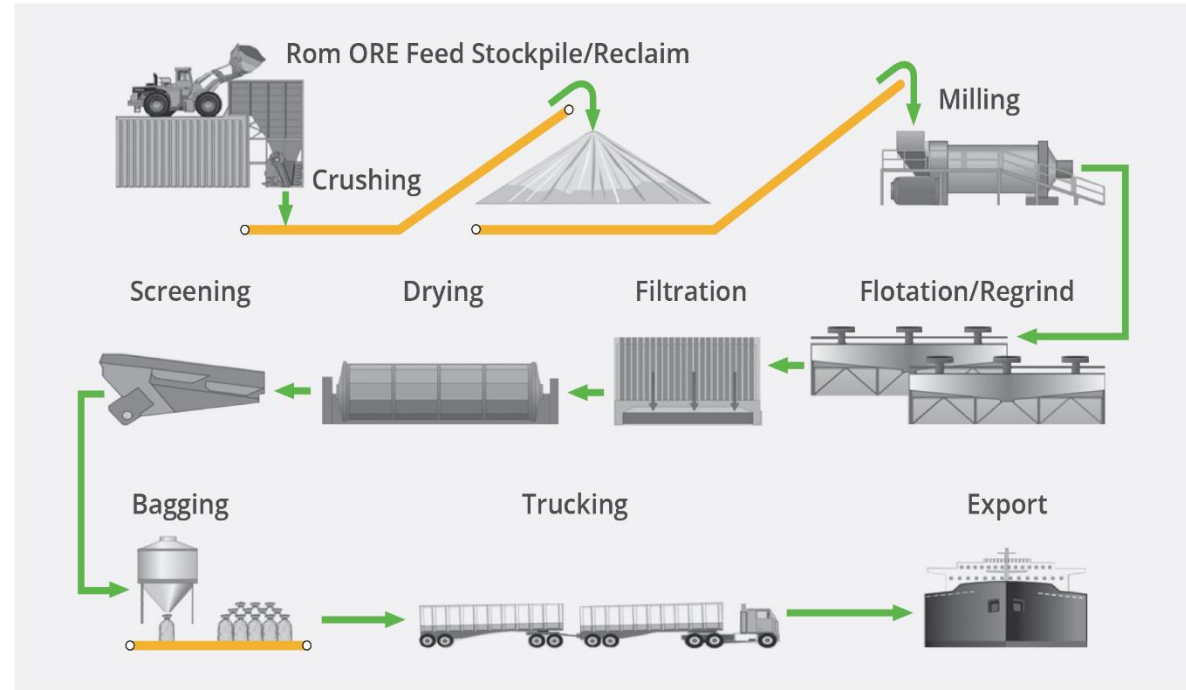 Rom ORE Feed Stockpile/Reclaim
Milling
Crushing
Screening
Drying
Filtration
Flotation/Regrind
Bagging
Trucking
Export